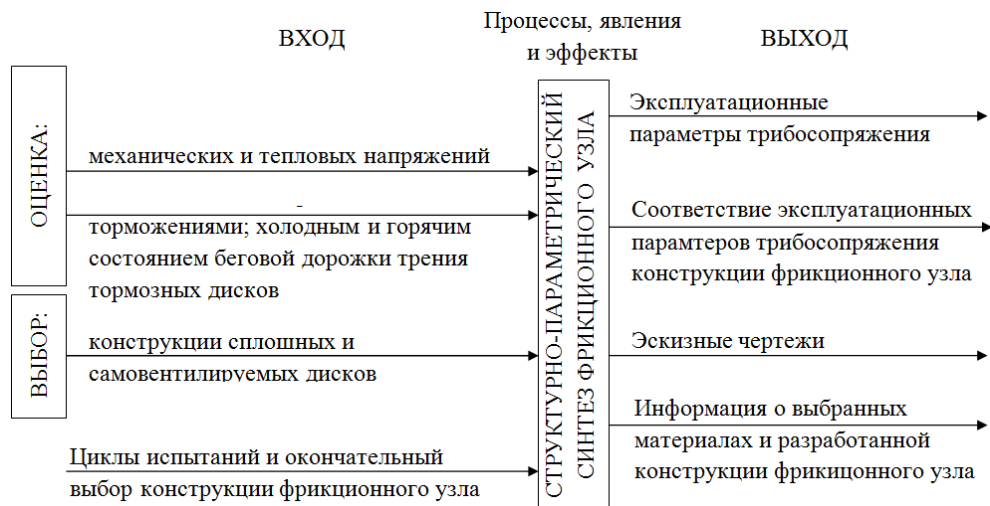 ВХОД
Процессы, явления
и эффекты
ВЫХОД
ОЦЕНКА:
механических и тепловых напряжений
-
торможениями; холодным и горячим
состоянием беговой дорожки трения
тормозных дисков
ВЫБОР:
конструкции сплошных и
самовентилируемых дисков
Циклы испытаний и окончательный
выбор конструкции фрикционного узла
СТРУКТУРНО-ПАРАМЕТРИЧЕСКИЙ
СИНТЕЗ ФРИКЦИОННОГО УЗЛА
Эксплуатационные
параметры трибосопряжения
Соответствие эксплуатационных
парамтеров трибосопряжения
конструкции фрикционного узла
Эскизные чертежи
Информация о выбранных
материалах и разработанной
конструкции фрикицонного узла